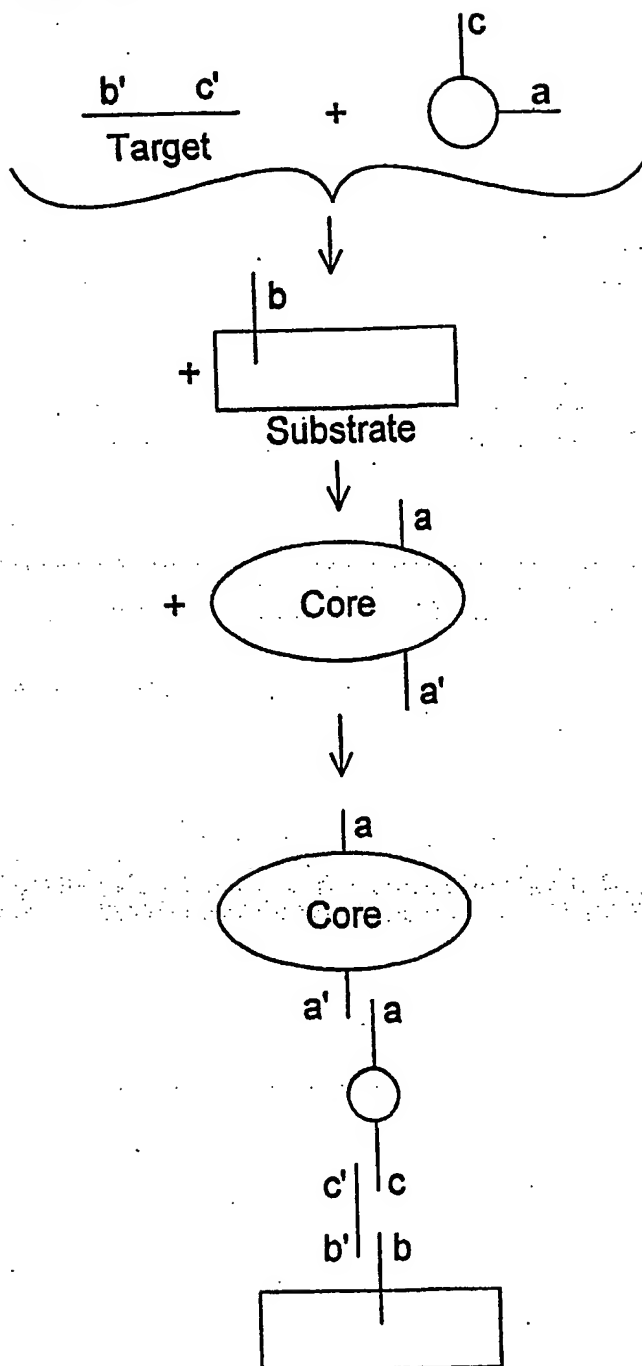 c
b' c' + a
Target
b
+
Substrate
a
+ Core
a'
a
Core
a' a
c' c
b' b